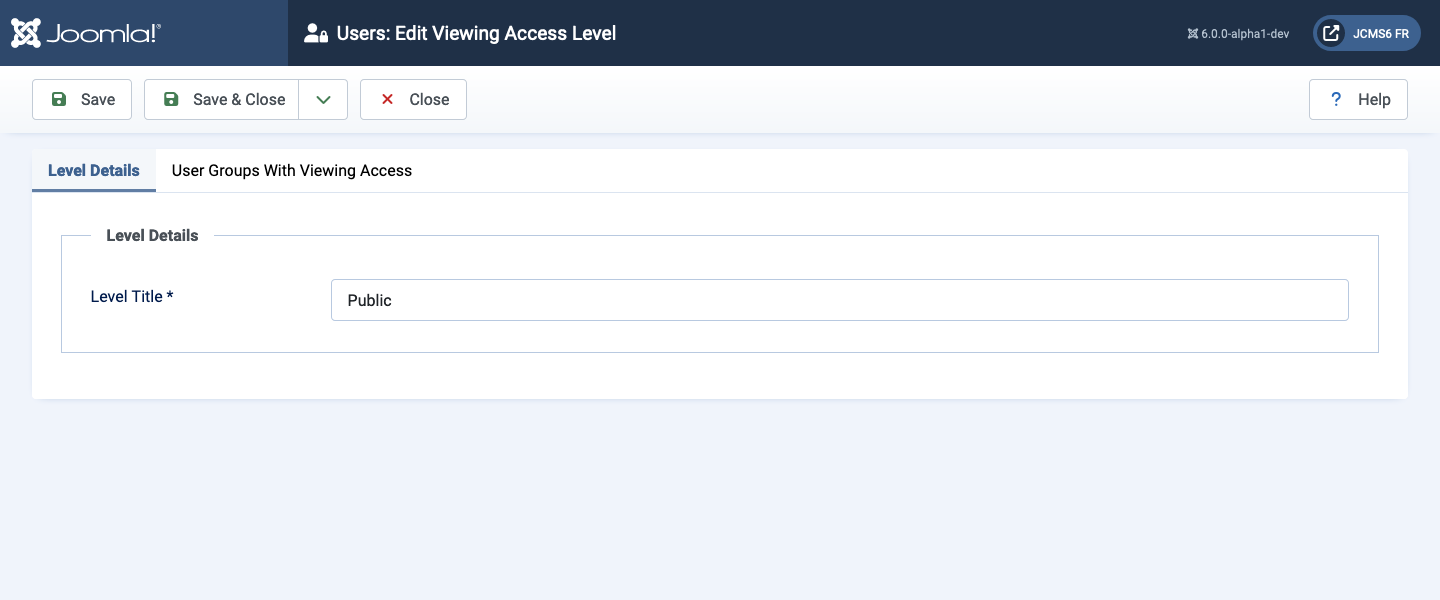 Joomla!®
Users: Edit Viewing Access Level
6.0.0-alpha1-dev
JCMS6 FR
Save
Save & Close
Close
? Help
Level Details
User Groups With Viewing Access
Level Details
Level Title *
Public